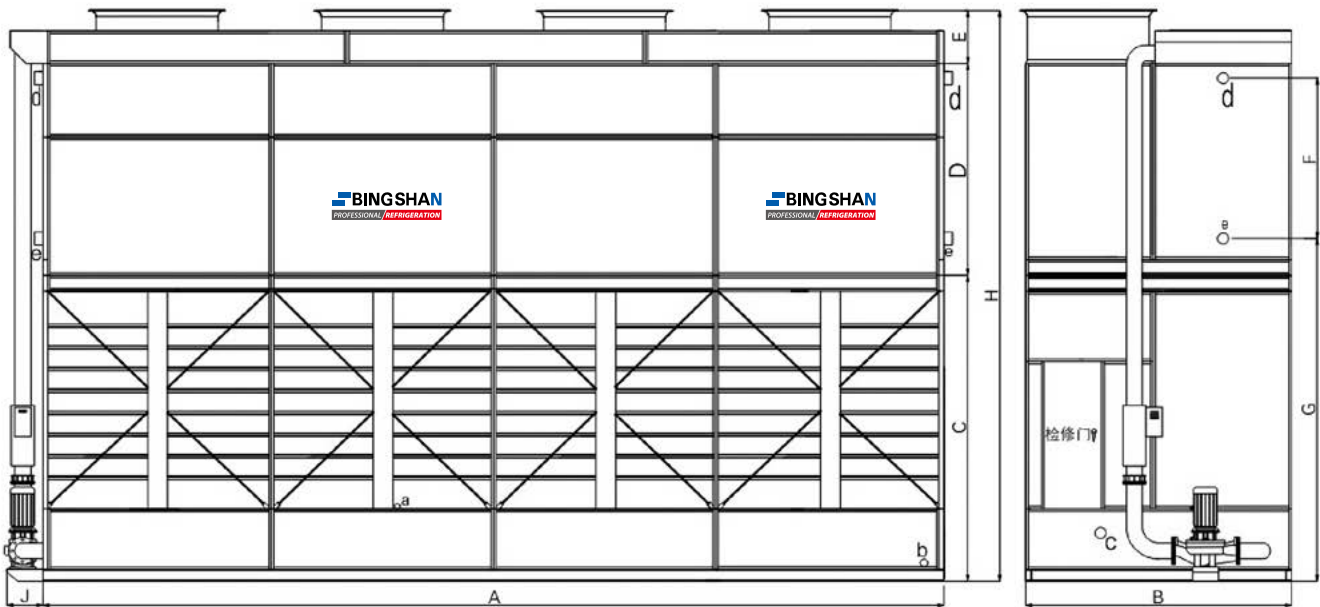 E
H
d
d
d
D
F
BINGSHAN
PROFESSIONAL REFRIGERATION
BINGSHAN
PROFESSIONAL REFRIGERATION
e
e
e
C
G
检修门
a
b
C
J
A
B